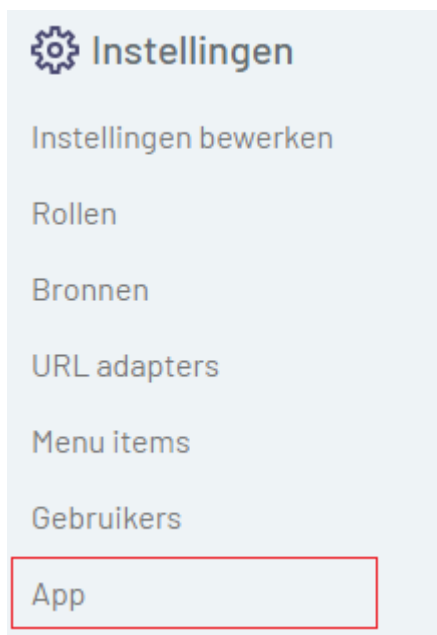 Instellingen
Instellingen bewerken
Rollen
Bronnen
URL adapters
Menu items
Gebruikers
App